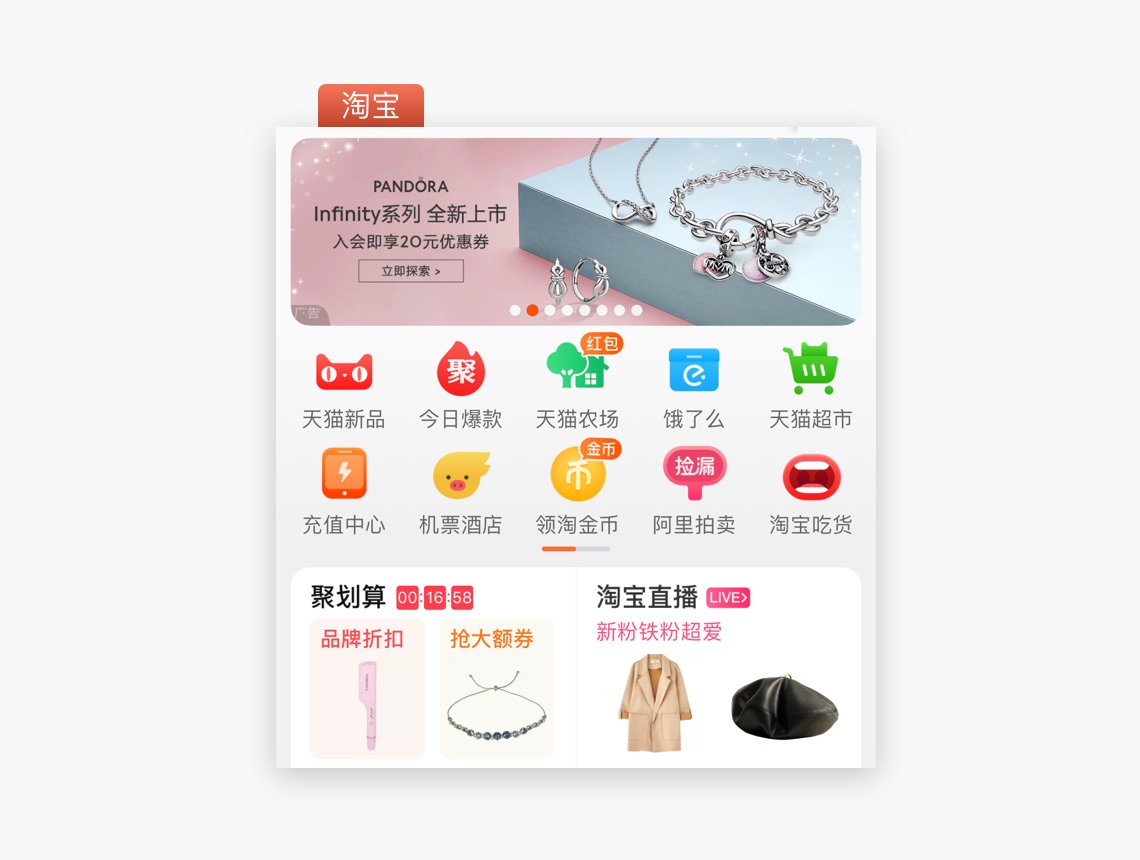 淘宝
PANDORA
Infinity系列 全新上市
入会即享20元优惠券
立即探索 >
广告
红包
聚
天猫新品
今日爆款
天猫农场
饿了么
天猫超市
金币
币
捡漏
充值中心
机票酒店
领淘金币
阿里拍卖
淘宝吃货
聚划算 00:16:58
淘宝直播 LIVE>
品牌折扣
抢大额券
新粉铁粉超爱